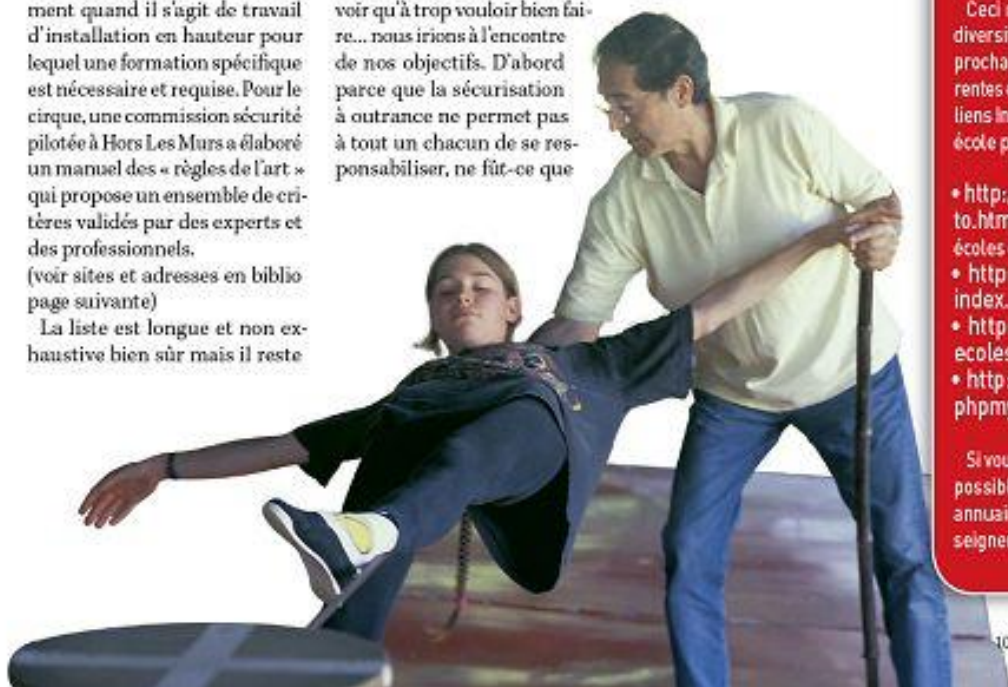 ment quand il s'agit de travail
d'installation en hauteur pour
lequel une formation spécifique
est nécessaire et requise. Pour le
cirque, une commission sécurité
pilotée à Hors Les Murs a élaboré
un manuel des « règles de l'art »
qui propose un ensemble de cri-
tères validés par des experts et
des professionnels.
(voir sites et adresses en biblio
page suivante)
La liste est longue et non ex-
haustive bien sûr mais il reste
voir qu'à trop vouloir bien fai-
re... nous irions à l'encontre
de nos objectifs. D'abord
parce que la sécurisation
à outrance ne permet pas
à tout un chacun de se res-
ponsabiliser, ne fût-ce que
Ceci
diversi
procha
rentes
liens in
école p
• http:
to.htm
écoles
• http
index.
• http
ecoles
• http
phpm
Si vou
possibi
annuai
seigne
10